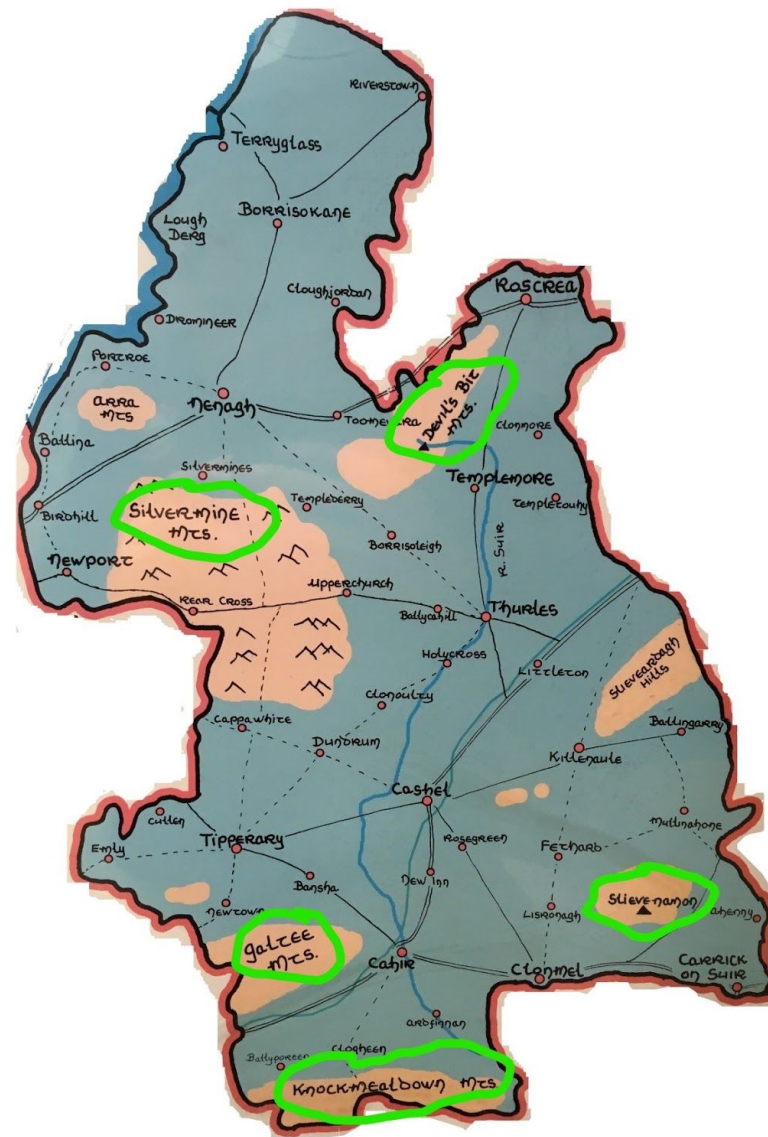 RIVERSTOWN
TERRYGLASS
BORRISOKANE
LOUGH
DERG
CLOUGHJORDAN
ROSCREA
DROMINEER
PORTROE
ARRA
MTS
NENAGH
TOOMEVARA
DEVIL'S BIT
MTS.
CLONMORE
BALLINA
SILVERMINES
TEMPLEMORE
TEMPLETOUHY
BIRDHILL
SILVERMINE
MTS.
TEMPLEDERRY
BORRISOLEIGH
R. SUIR
NEWPORT
UPPERCHURCH
REAR CROSS
BALLYCAHILL
THURLES
HOLYCROSS
LITTLETON
SLIEVEARDAGH
HILLS
CLONOULTY
CAPPAWHITE
BALLINGARRY
DUNDRUM
KILLENAULE
CASHEL
CULLEN
MULLINAHONE
TIPPERARY
ROSEGREEN
FETHARD
EMLY
BANSHA
NEW INN
NEWTOWN
LISRONAGH
SLIEVENAMON
AHENNY
GALTEE
MTS.
CAHIR
CLONMEL
CARRICK
ON SUIR
ARDFINNAN
CLOGHEEN
BALLYPOREEN
KNOCKMEALDOWN MTS